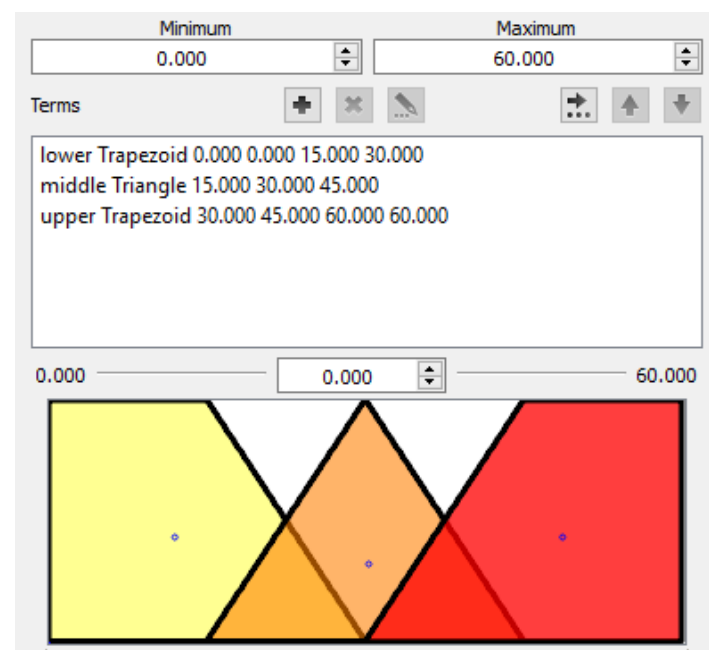 Minimum Maximum
0.000 60.000
Terms
lower Trapezoid 0.000 0.000 15.000 30.000
middle Triangle 15.000 30.000 45.000
upper Trapezoid 30.000 45.000 60.000 60.000
0.000 0.000 60.000